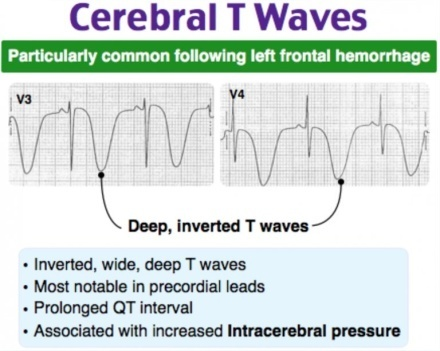 Cerebral T Waves
Particularly common following left frontal hemorrhage
V3
V4
Deep, inverted T waves
• Inverted, wide, deep T waves
• Most notable in precordial leads
• Prolonged QT interval
• Associated with increased Intracerebral pressure